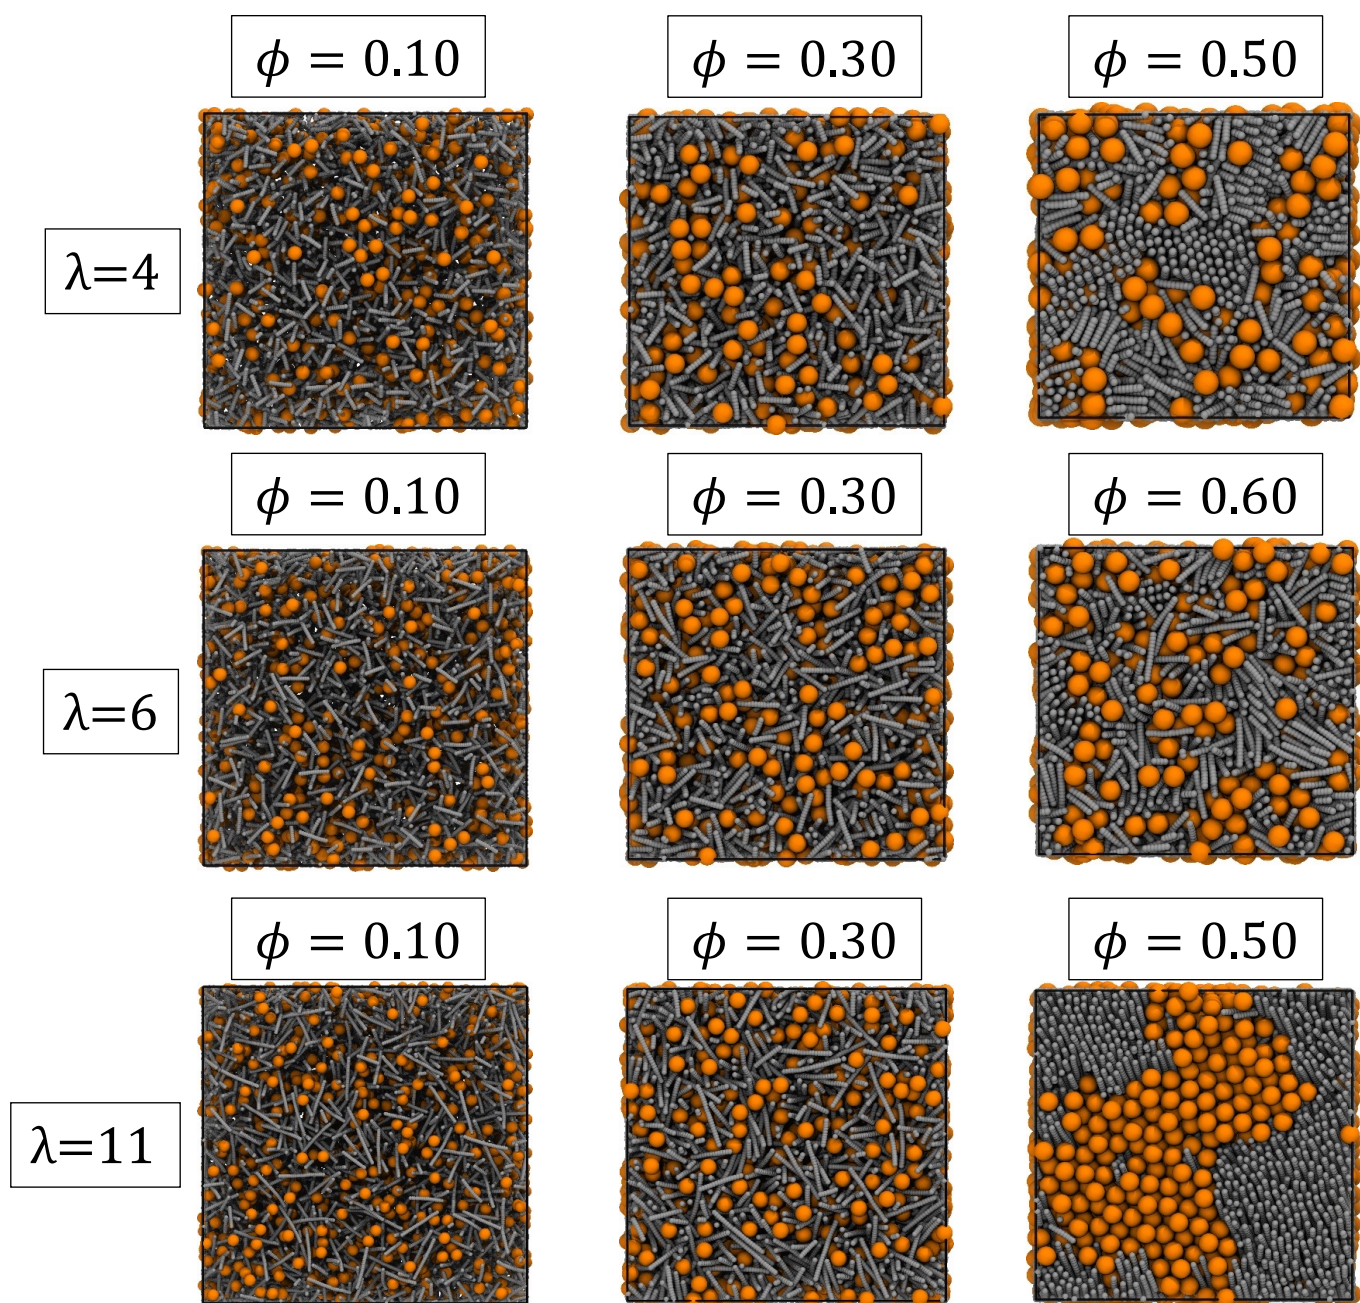 ϕ = 0.10
ϕ = 0.30
ϕ = 0.50
λ=4
ϕ = 0.10
ϕ = 0.30
ϕ = 0.60
λ=6
ϕ = 0.10
ϕ = 0.30
ϕ = 0.50
λ=11